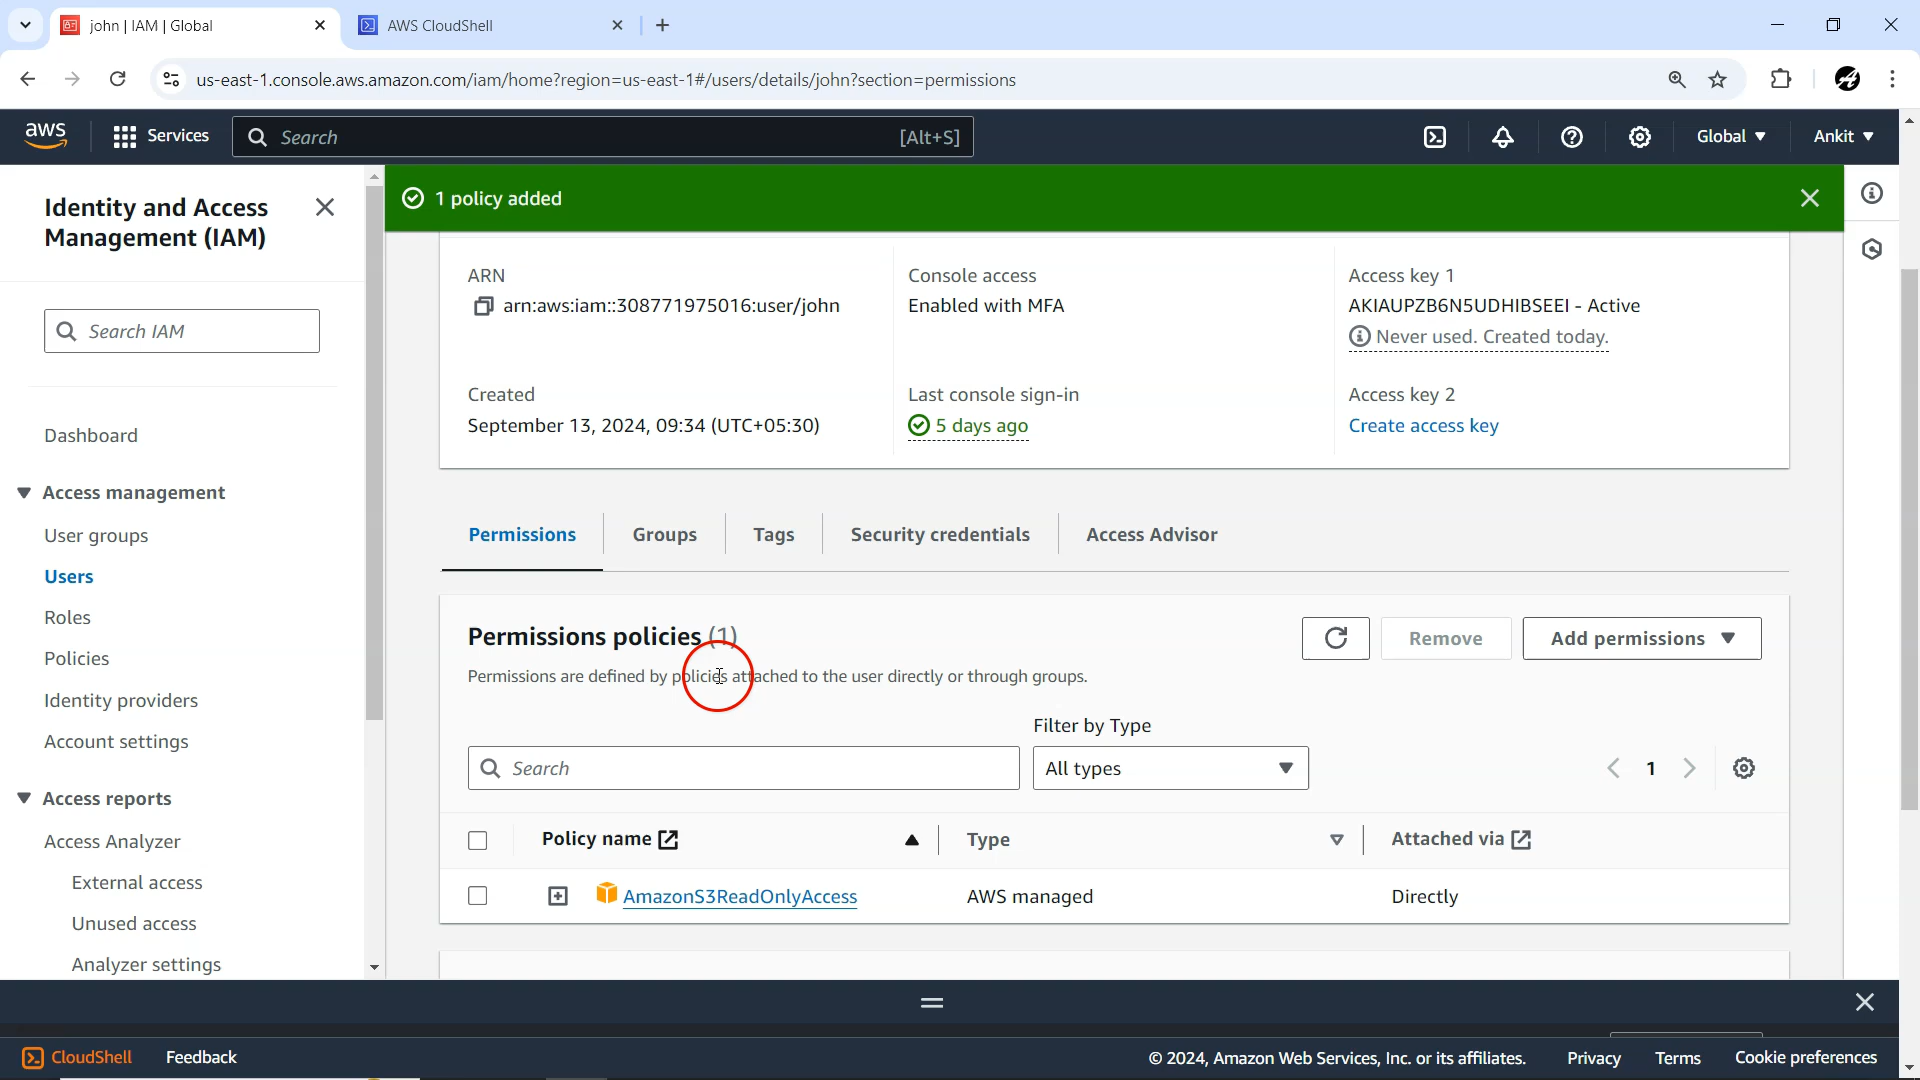 john | IAM | Global
AWS CloudShell
us-east-1.console.aws.amazon.com/iam/home?region=us-east-1#/users/details/john?section=permissions
aws
Services
Search
[Alt+S]
Global
Ankit
Identity and Access Management (IAM)
Search IAM
Dashboard
Access management
User groups
Users
Roles
Policies
Identity providers
Account settings
Access reports
Access Analyzer
External access
Unused access
Analyzer settings
1 policy added
ARN
arn:aws:iam::308771975016:user/john
Console access
Enabled with MFA
Access key 1
AKIAUPZB6N5UDHIBSEEI - Active
Never used. Created today.
Created
September 13, 2024, 09:34 (UTC+05:30)
Last console sign-in
5 days ago
Access key 2
Create access key
Permissions
Groups
Tags
Security credentials
Access Advisor
Permissions policies (1)
Permissions are defined by policies attached to the user directly or through groups.
Remove
Add permissions
Filter by Type
Search
All types
1
Policy name
Type
Attached via
AmazonS3ReadOnlyAccess
AWS managed
Directly
CloudShell
Feedback
© 2024, Amazon Web Services, Inc. or its affiliates.
Privacy
Terms
Cookie preferences